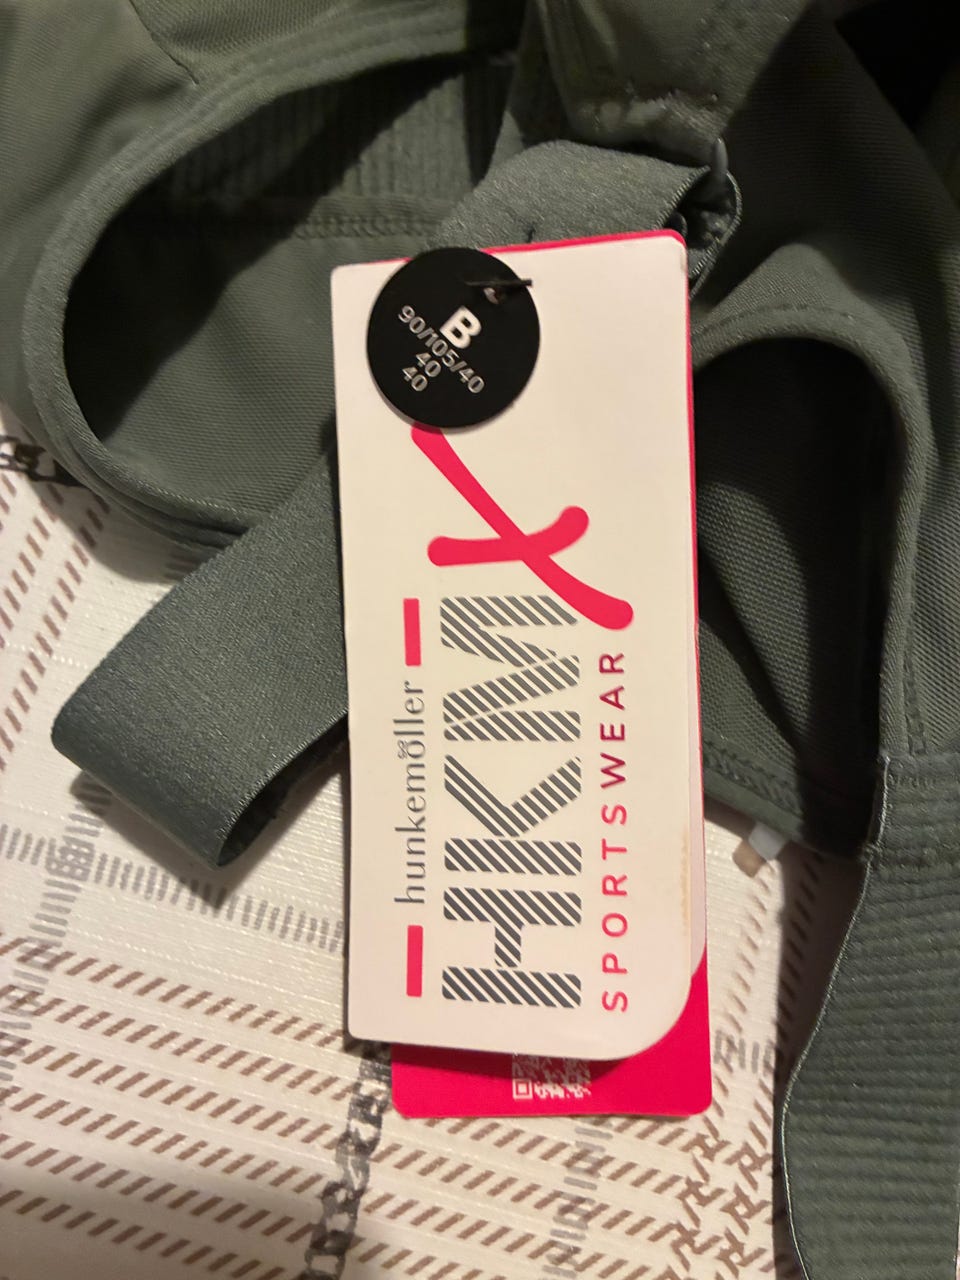 B
90/105/40
40
40
hunkemöller
HKMX
SPORTSWEAR